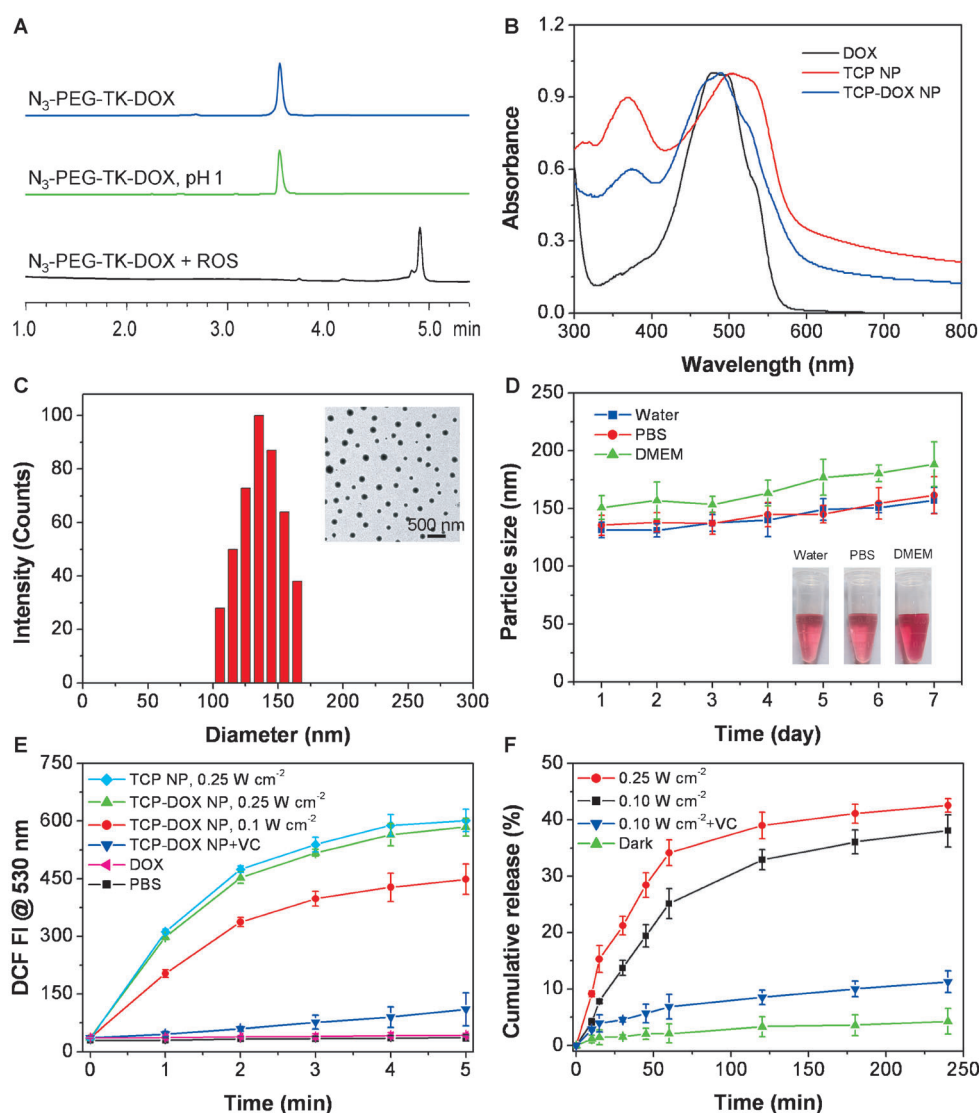 A
N₃-PEG-TK-DOX
N₃-PEG-TK-DOX, pH 1
N₃-PEG-TK-DOX + ROS
1.0 2.0 3.0 4.0 5.0 min
B
DOX
TCP NP
TCP-DOX NP
Absorbance
1.2
0.9
0.6
0.3
0.0
300 400 500 600 700 800
Wavelength (nm)
C
Intensity (Counts)
100
80
60
40
20
0
500 nm
0 50 100 150 200 250 300
Diameter (nm)
D
Water
PBS
DMEM
Particle size (nm)
250
200
150
100
50
0
Water PBS DMEM
1 2 3 4 5 6 7
Time (day)
E
TCP NP, 0.25 W cm⁻²
TCP-DOX NP, 0.25 W cm⁻²
TCP-DOX NP, 0.1 W cm⁻²
TCP-DOX NP+VC
DOX
PBS
DCF FI @ 530 nm
750
600
450
300
150
0
0 1 2 3 4 5
Time (min)
F
0.25 W cm⁻²
0.10 W cm⁻²
0.10 W cm⁻²+VC
Dark
Cumulative release (%)
50
40
30
20
10
0
0 50 100 150 200 250
Time (min)